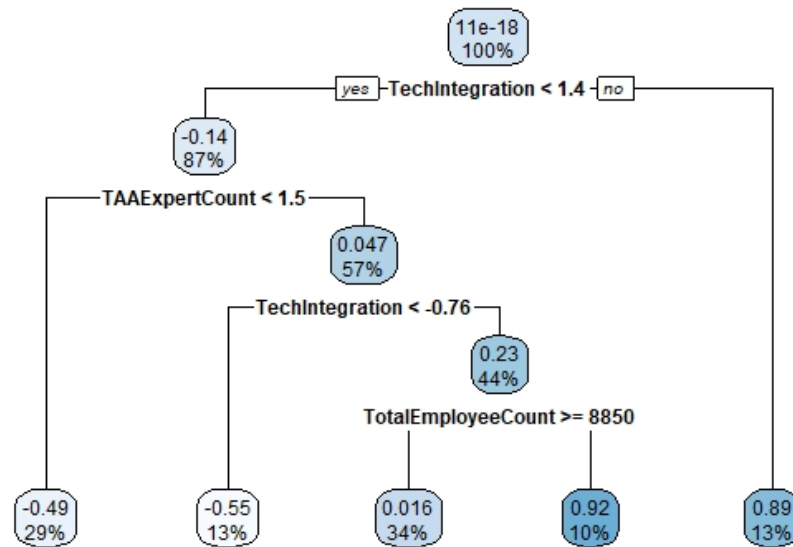 11e-18
100%
yes TechIntegration < 1.4 no
-0.14
87%
TAAExpertCount < 1.5
0.047
57%
TechIntegration < -0.76
0.23
44%
TotalEmployeeCount >= 8850
-0.49 -0.55 0.016 0.92 0.89
29% 13% 34% 10% 13%